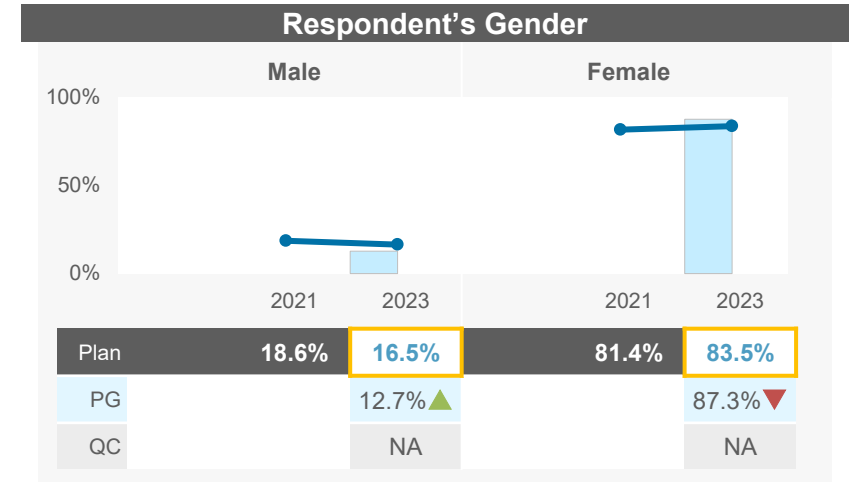 Respondent's Gender
Male Female
100%
50%
0%
2021 2023 2021 2023
Plan 18.6% 16.5% 81.4% 83.5%
PG 12.7% 87.3%
QC NA NA